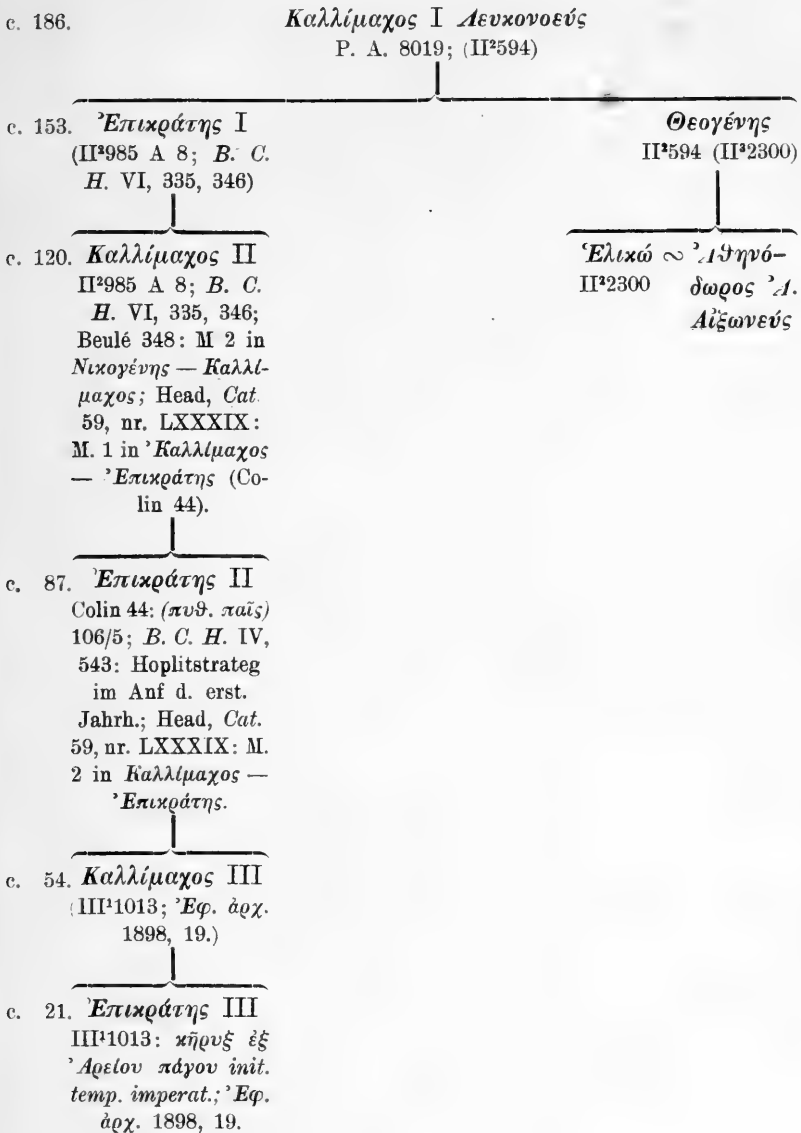 c. 186. Καλλίμαχος I Λευκονοεύς
P. A. 8019; (II²594)
c. 153. Ἐπικράτης I
(II²985 A 8; B. C.
H. VI, 335, 346)
Θεογένης
II²594 (II³2300)
c. 120. Καλλίμαχος II
II²985 A 8; B. C.
H. VI, 335, 346;
Beulé 348: M 2 in
Νικογένης — Καλλί-
μαχος; Head, Cat.
59, nr. LXXXIX:
M. 1 in Καλλίμαχος
— Ἐπικράτης (Co-
lin 44).
Ἑλικώ ∾ Ἀθηνό-
II²2300 δωρος Ἀ.
Αἰξωνεύς
c. 87. Ἐπικράτης II
Colin 44: (πυθ. παῖς)
106/5; B. C. H. IV,
543: Hoplitstrateg
im Anf d. erst.
Jahrh.; Head, Cat.
59, nr. LXXXIX: M.
2 in Καλλίμαχος —
Ἐπικράτης.
c. 54. Καλλίμαχος III
(III¹1013; Ἐφ. ἀρχ.
1898, 19.)
c. 21. Ἐπικράτης III
III¹1013: κῆρυξ ἐξ
Ἀρείου πάγου init.
temp. imperat.; Ἐφ.
ἀρχ. 1898, 19.